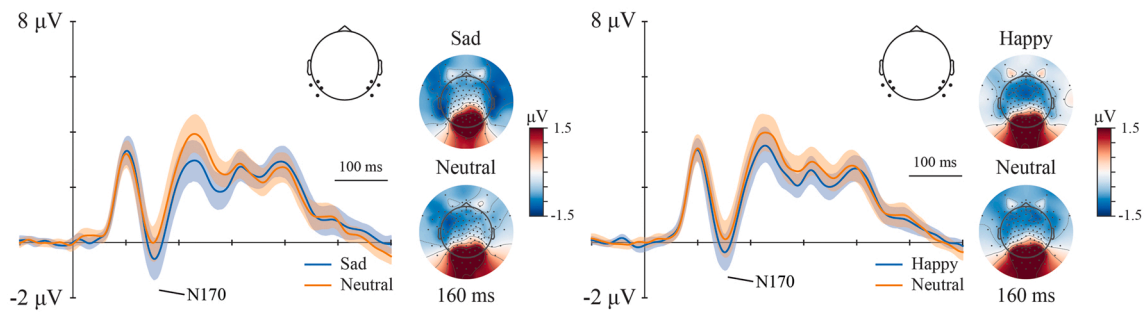 8 μV
Sad
μV
1.5
Neutral
100 ms
-1.5
Sad
Neutral
N170
-2 μV
160 ms
8 μV
Happy
μV
1.5
Neutral
100 ms
-1.5
Happy
Neutral
N170
-2 μV
160 ms